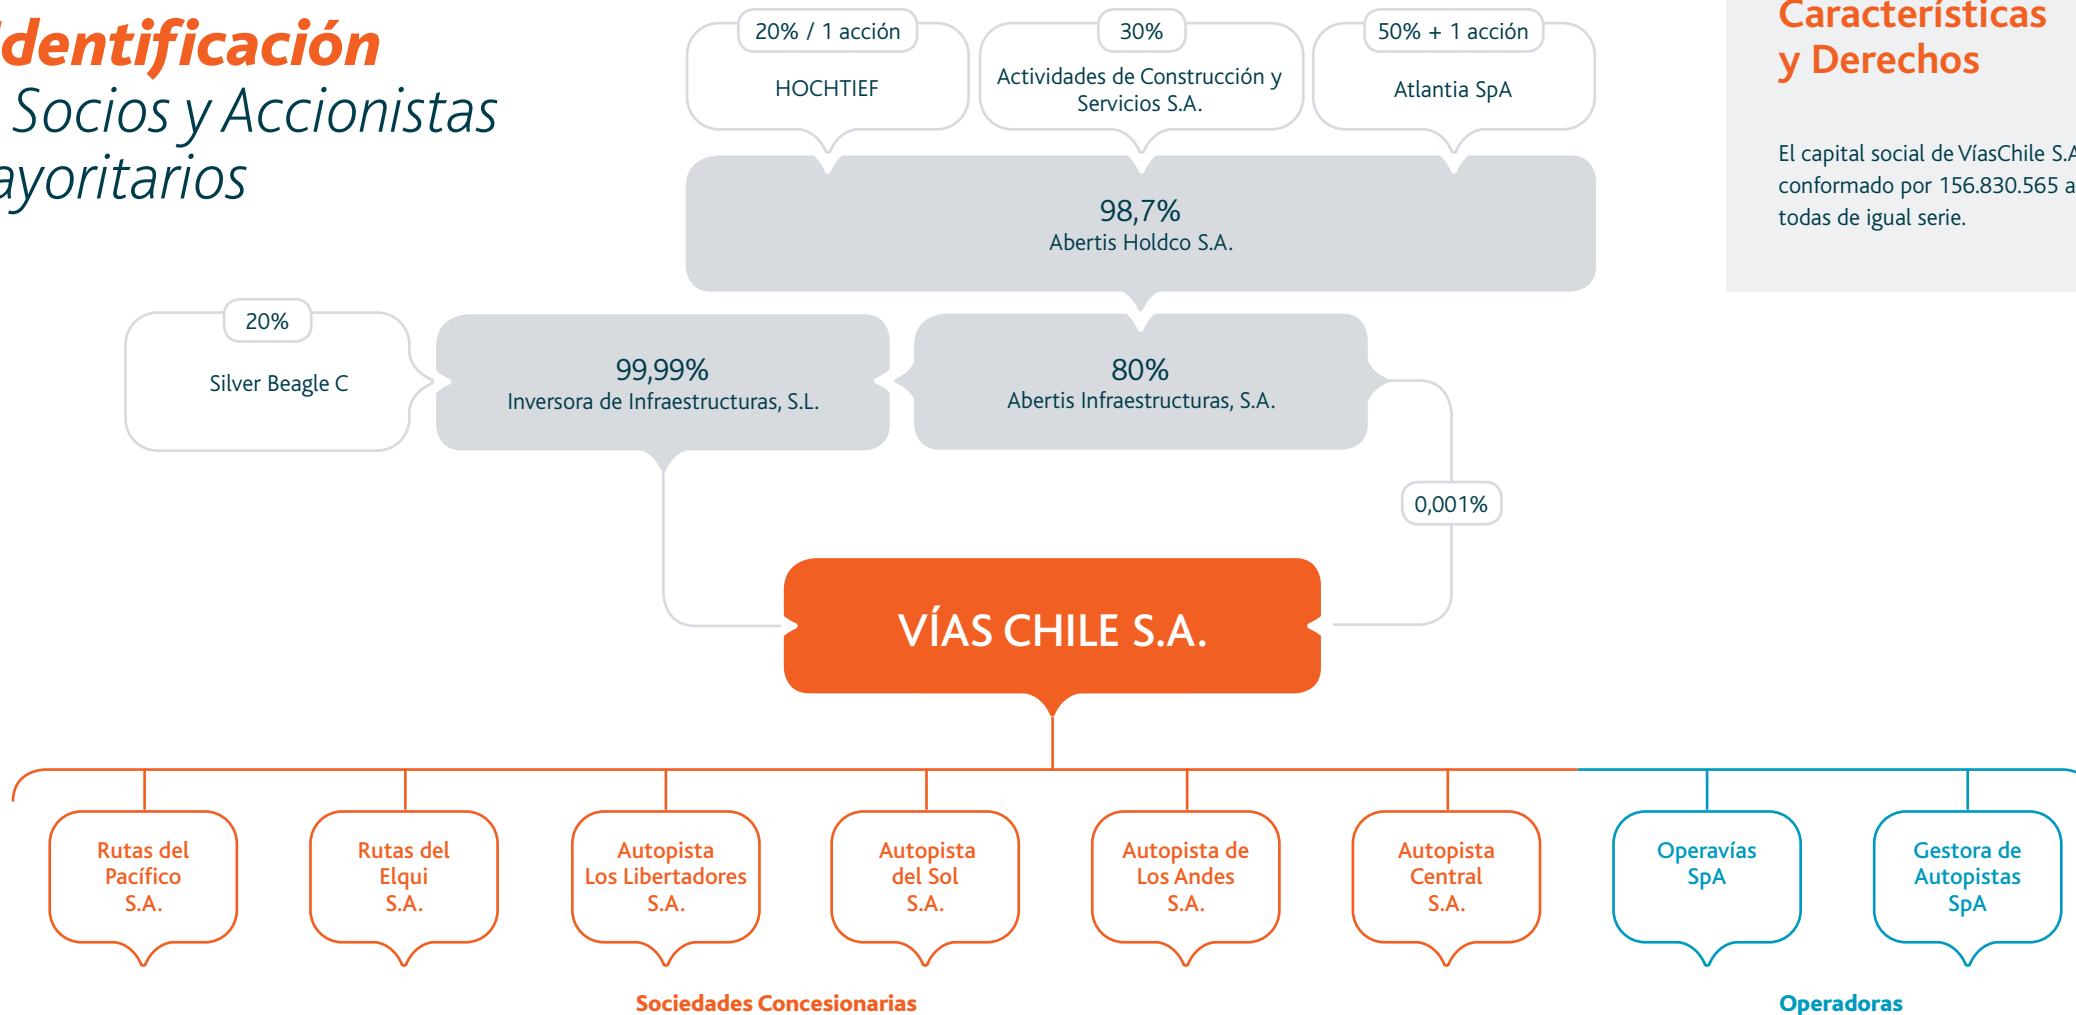 dentificación
Socios y Accionistas
ayoritarios
20% / 1 acción
HOCHTIEF
30%
Actividades de Construcción y
Servicios S.A.
50% + 1 acción
Atlantia SpA
Características
y Derechos
El capital social de VíasChile S.A
conformado por 156.830.565 a
todas de igual serie.
98,7%
Abertis Holdco S.A.
20%
Silver Beagle C
99,99%
Inversora de Infraestructuras, S.L.
80%
Abertis Infraestructuras, S.A.
0,001%
VÍAS CHILE S.A.
Rutas del
Pacífico
S.A.
Rutas del
Elqui
S.A.
Autopista
Los Libertadores
S.A.
Autopista
del Sol
S.A.
Autopista de
Los Andes
S.A.
Autopista
Central
S.A.
Operavías
SpA
Gestora de
Autopistas
SpA
Sociedades Concesionarias
Operadoras